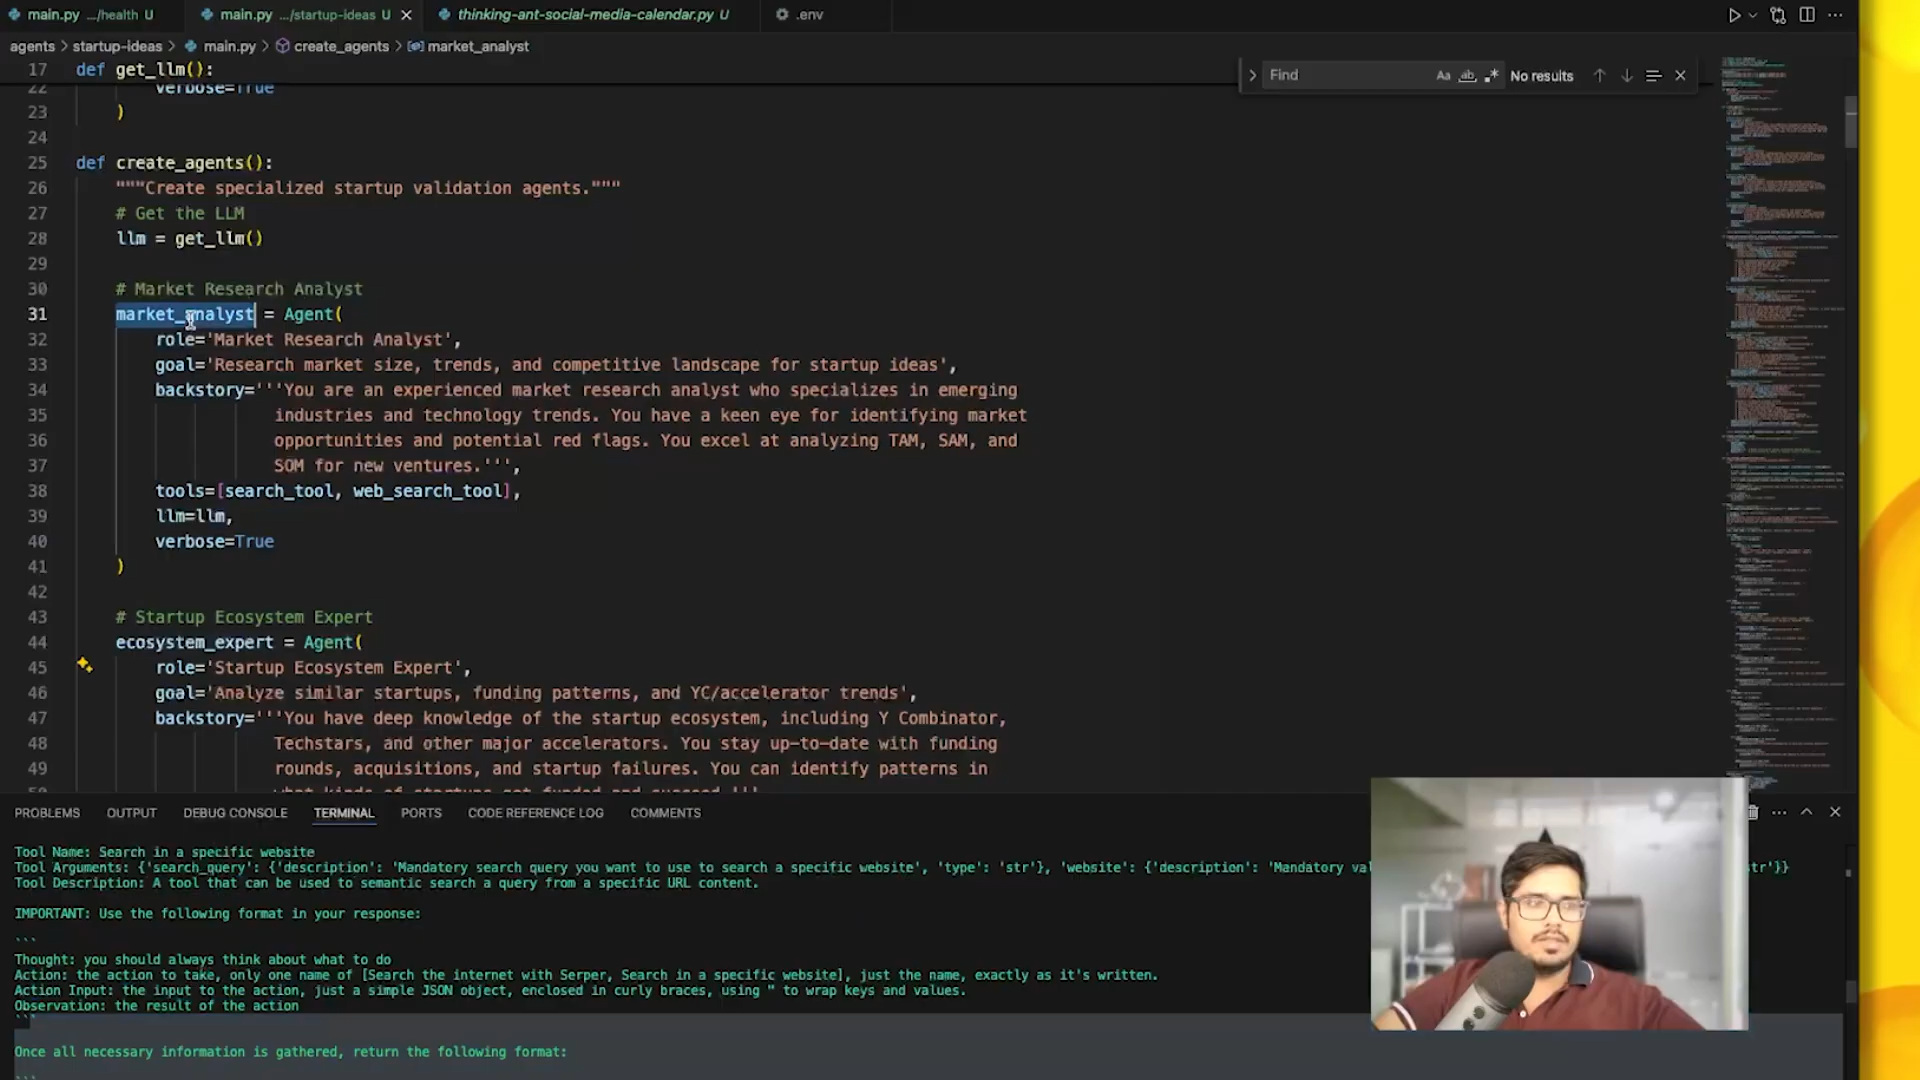 main.py .../health U
main.py .../startup-ideas U
thinking-ant-social-media-calendar.py U
.env
agents > startup-ideas > main.py > create_agents > market_analyst
17 def get_llm():
Find
Aa ab .* No results
22 verbose=True
23 )
24
25 def create_agents():
26 """Create specialized startup validation agents."""
27 # Get the LLM
28 llm = get_llm()
29
30 # Market Research Analyst
31 market_analyst = Agent(
32 role='Market Research Analyst',
33 goal='Research market size, trends, and competitive landscape for startup ideas',
34 backstory='''You are an experienced market research analyst who specializes in emerging
35 industries and technology trends. You have a keen eye for identifying market
36 opportunities and potential red flags. You excel at analyzing TAM, SAM, and
37 SOM for new ventures.''',
38 tools=[search_tool, web_search_tool],
39 llm=llm,
40 verbose=True
41 )
42
43 # Startup Ecosystem Expert
44 ecosystem_expert = Agent(
45 role='Startup Ecosystem Expert',
46 goal='Analyze similar startups, funding patterns, and YC/accelerator trends',
47 backstory='''You have deep knowledge of the startup ecosystem, including Y Combinator,
48 Techstars, and other major accelerators. You stay up-to-date with funding
49 rounds, acquisitions, and startup failures. You can identify patterns in
PROBLEMS OUTPUT DEBUG CONSOLE TERMINAL PORTS CODE REFERENCE LOG COMMENTS
Tool Name: Search in a specific website
Tool Arguments: {'search_query': {'description': 'Mandatory search query you want to use to search a specific website', 'type': 'str'}, 'website': {'description': 'Mandatory str'}}
Tool Description: A tool that can be used to semantic search a query from a specific URL content.
IMPORTANT: Use the following format in your response:
```
Thought: you should always think about what to do
Action: the action to take, only one name of [Search the internet with Serper, Search in a specific website], just the name, exactly as it's written.
Action Input: the input to the action, just a simple JSON object, enclosed in curly braces, using " to wrap keys and values.
Observation: the result of the action
```
Once all necessary information is gathered, return the following format:
```